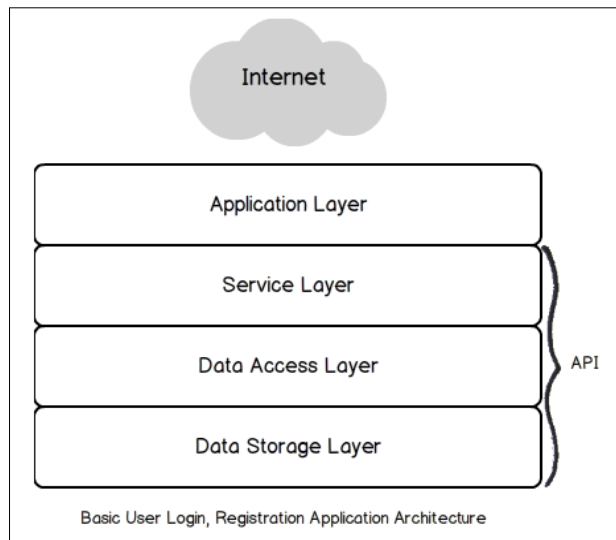 Internet
Application Layer
Service Layer
Data Access Layer
API
Data Storage Layer
Basic User Login, Registration Application Architecture